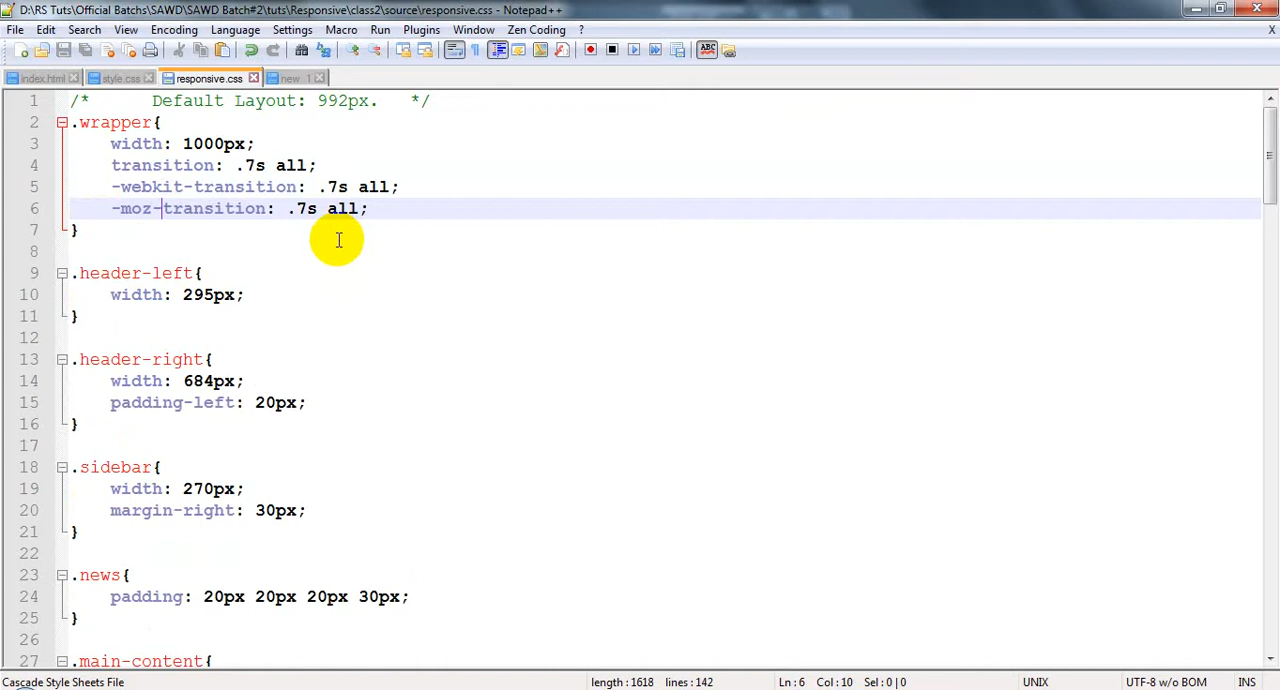 D:\RS Tuts\Official Batchs\SAWD\SAWD Batch#2\tuts\Responsive\class2\source\responsive.css - Notepad++
File Edit Search View Encoding Language Settings Macro Run Plugins Window Zen Coding ? X
index.html style.css responsive.css new 1
1 /* Default Layout: 992px. */
2 .wrapper{
3 width: 1000px;
4 transition: .7s all;
5 -webkit-transition: .7s all;
6 -moz-transition: .7s all;
7 }
8
9 .header-left{
10 width: 295px;
11 }
12
13 .header-right{
14 width: 684px;
15 padding-left: 20px;
16 }
17
18 .sidebar{
19 width: 270px;
20 margin-right: 30px;
21 }
22
23 .news{
24 padding: 20px 20px 20px 30px;
25 }
26
27 .main-content{
Cascade Style Sheets File length : 1618 lines : 142 Ln : 6 Col : 10 Sel : 0 | 0 UNIX UTF-8 w/o BOM INS